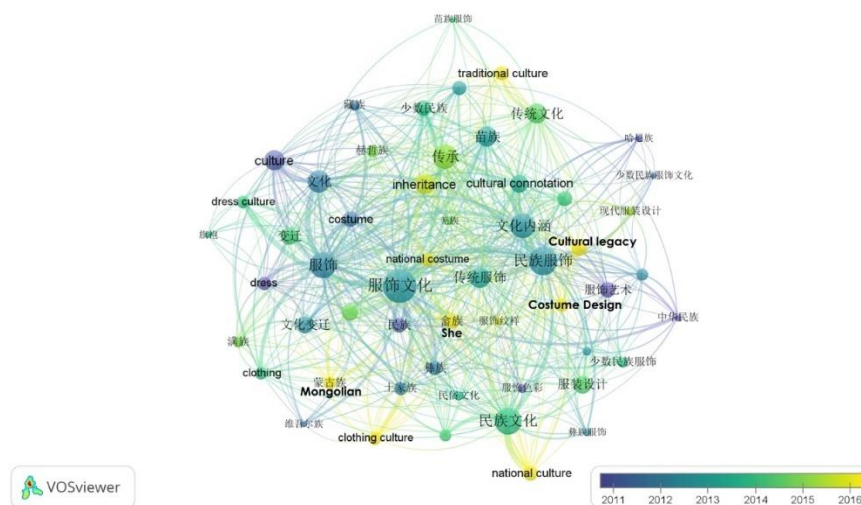 苗族服饰
traditional culture
藏族
少数民族
传统文化
苗族
哈尼族
culture
赫哲族
传承
文化
inheritance
cultural connotation
少数民族服饰文化
dress culture
costume
现代服装设计
旗袍
变迁
文化内涵
Cultural legacy
national costume
服饰
民族服饰
dress
服饰文化
传统服饰
服饰艺术
Costume Design
中华民族
文化变迁
民族
畲族
服饰纹样
She
满族
clothing
蒙古族
Mongolian
土家族
服饰色彩
少数民族服饰
服装设计
民俗文化
维吾尔族
民族文化
彝族服饰
clothing culture
national culture
VOSviewer
2011 2012 2013 2014 2015 2016